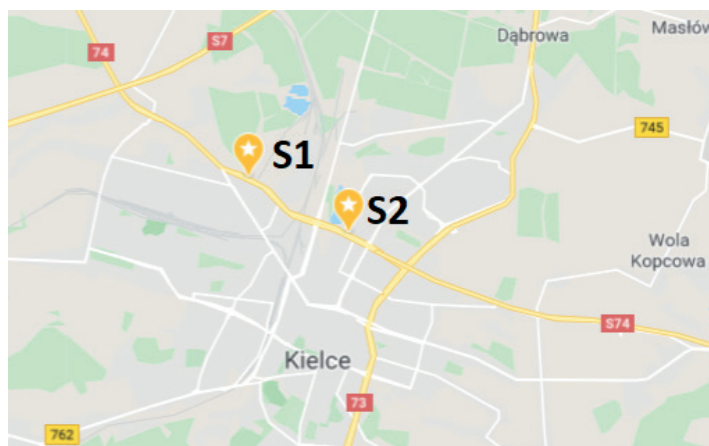 Masłów
Dąbrowa
S7
74
745
S1
S2
Wola
Kopcowa
S74
Kielce
73
762